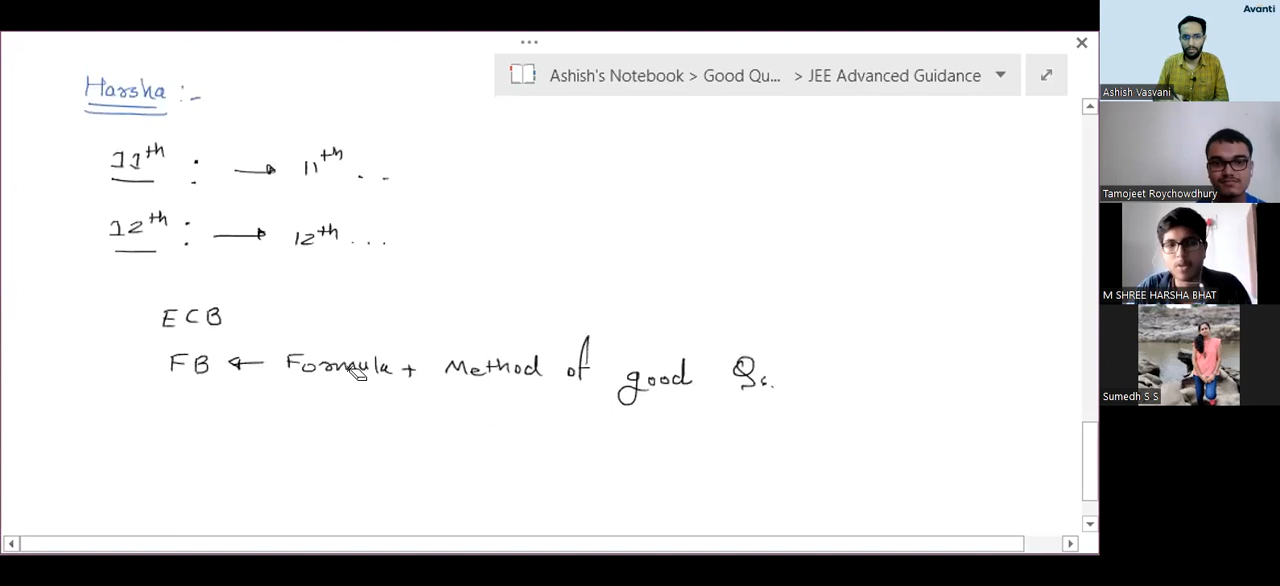 Avanti
Ashish's Notebook > Good Qu... > JEE Advanced Guidance
Harsha :-
11th : → 11th ..
12th : → 12th ...
ECB
FB ← Formula + Method of good Qs.
Ashish Vasvani
Tamojeet Roychowdhury
M SHREE HARSHA BHAT
Sumedh S S